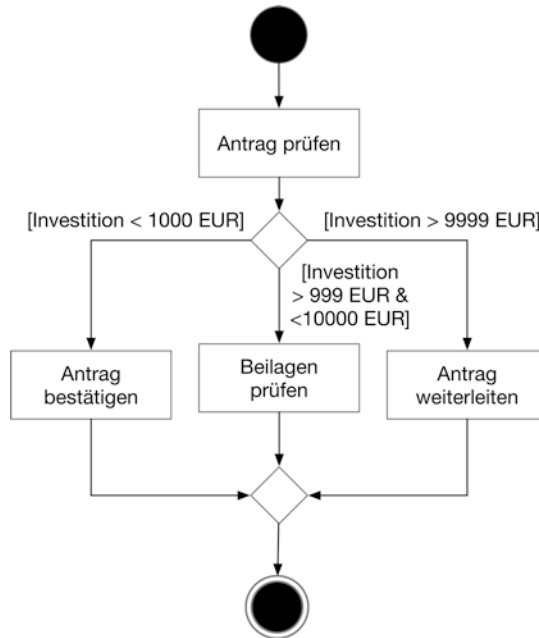 Antrag prüfen
[Investition < 1000 EUR]
[Investition > 9999 EUR]
[Investition
> 999 EUR &
<10000 EUR]
Antrag
bestätigen
Beilagen
prüfen
Antrag
weiterleiten